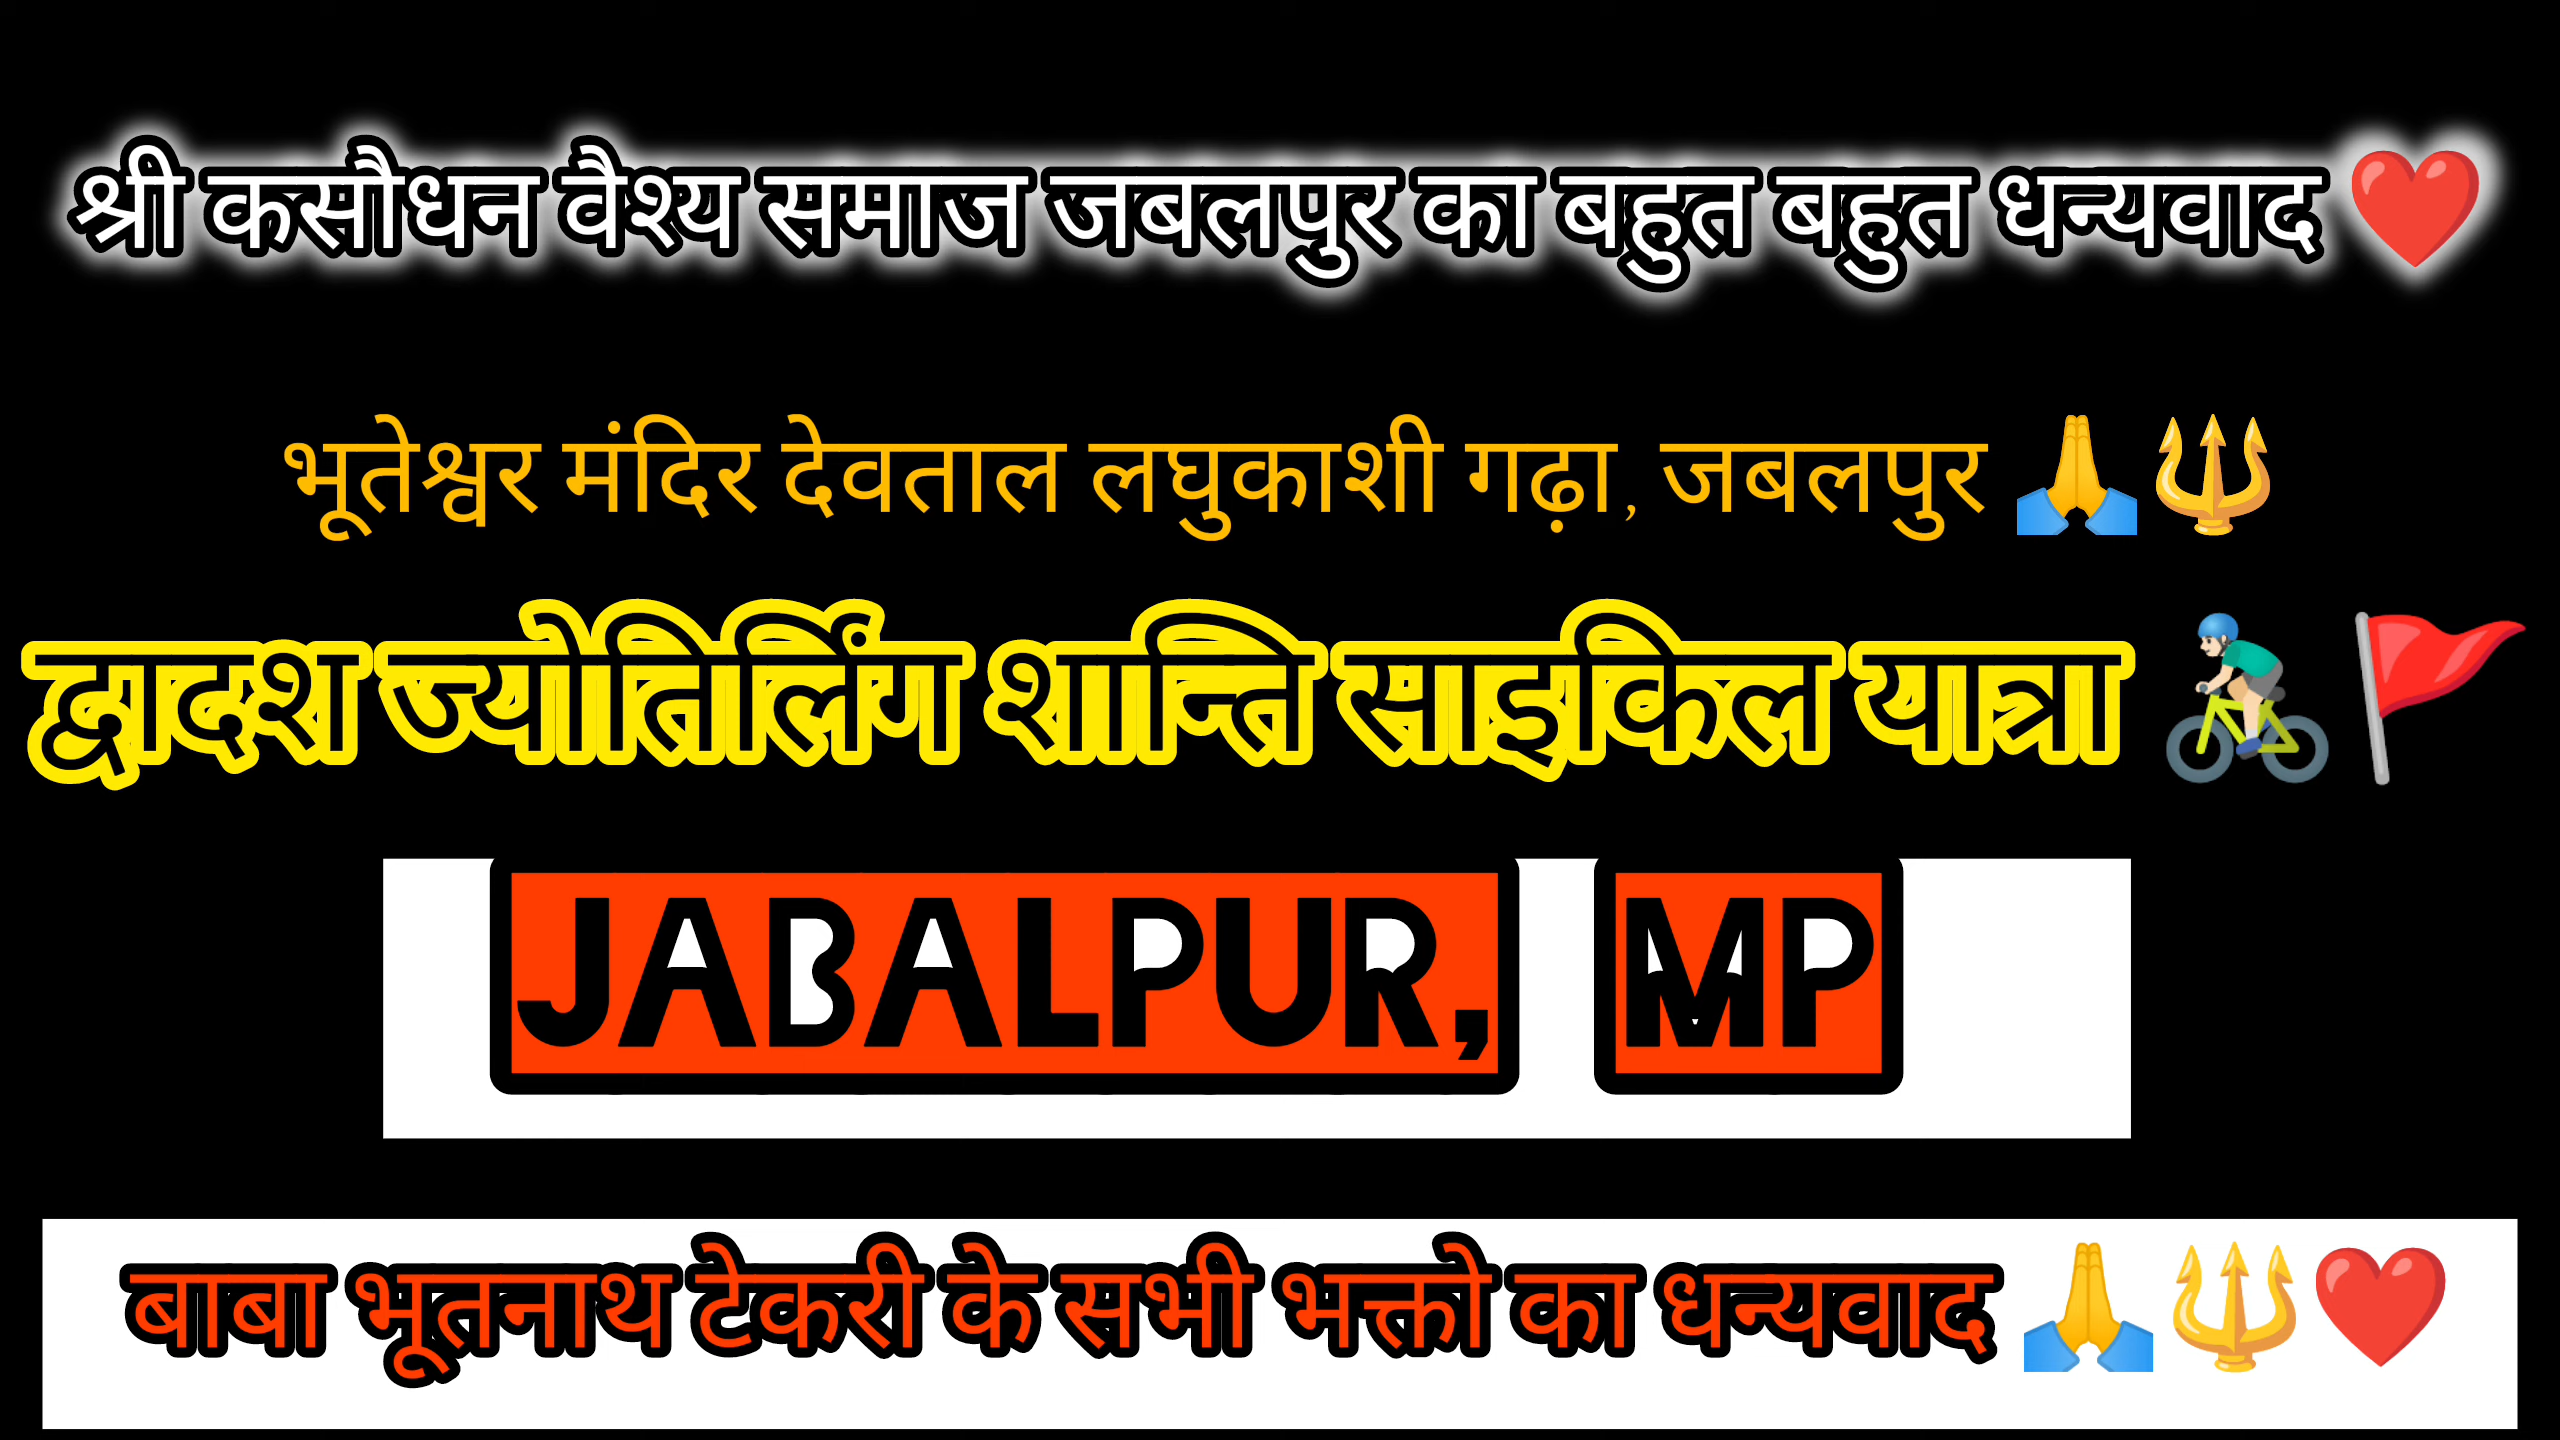 श्री कसौधन वैश्य समाज जबलपुर का बहुत बहुत धन्यवाद ❤️
भूतेश्वर मंदिर देवताल लघुकाशी गढ़ा, जबलपुर 🙏🔱
द्वादश ज्योतिर्लिंग शान्ति साइकिल यात्रा 🚴🏻‍♂️🚩
JABALPUR, MP
बाबा भूतनाथ टेकरी के सभी भक्तो का धन्यवाद 🙏🔱❤️